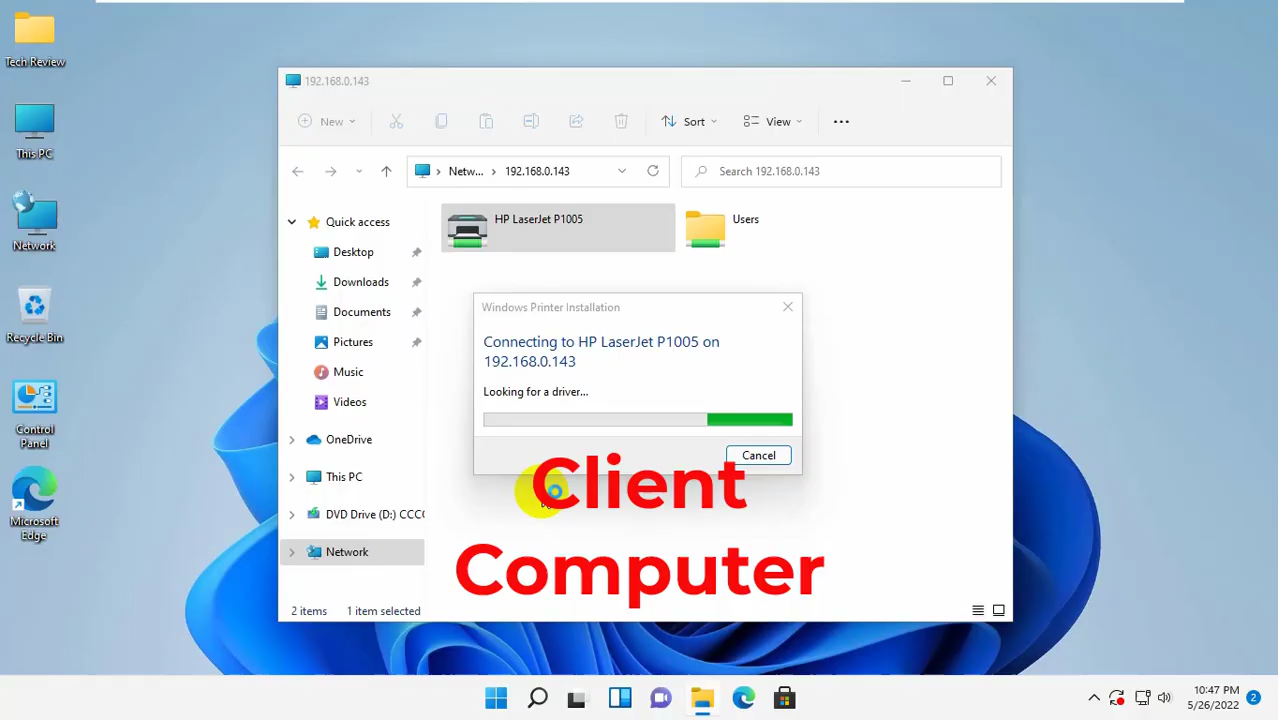 Tech Review
This PC
Network
Recycle Bin
Control
Panel
Microsoft
Edge
192.168.0.143
New
Sort
View
Netw...
192.168.0.143
Search 192.168.0.143
Quick access
Desktop
Downloads
Documents
Pictures
Music
Videos
OneDrive
This PC
DVD Drive (D:) CCC
Network
HP LaserJet P1005
Users
Windows Printer Installation
Connecting to HP LaserJet P1005 on
192.168.0.143
Looking for a driver...
Cancel
Client
Computer
2 items 1 item selected
10:47 PM
5/26/2022
2